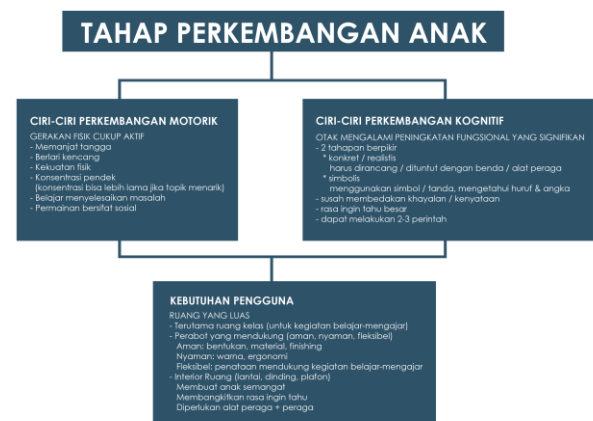 TAHAP PERKEMBANGAN ANAK
CIRI-CIRI PERKEMBANGAN MOTORIK
GERAKAN FISIK CUKUP AKTIF
- Memanjat tangga
- Berlari kencang
- Kekuatan fisik
- Konsentrasi pendek
(konsentrasi bisa lebih lama jika topik menarik)
- Belajar menyelesaikan masalah
- Permainan bersifat sosial
CIRI-CIRI PERKEMBANGAN KOGNITIF
OTAK MENGALAMI PENINGKATAN FUNGSIONAL YANG SIGNIFIKAN
- 2 tahapan berpikir
* konkret / realistis
harus dirancang / dituntut dengan benda / alat peraga
* simbolis
menggunakan simbol / tanda, mengetahui huruf & angka
- susah membedakan khayalan / kenyataan
- rasa ingin tahu besar
- dapat melakukan 2-3 perintah
KEBUTUHAN PENGGUNA
RUANG YANG LUAS
- Terutama ruang kelas (untuk kegiatan belajar-mengajar)
- Perabot yang mendukung (aman, nyaman, fleksibel)
Aman: bentukan, material, finishing
Nyaman: warna, ergonomi
Fleksibel: penataan mendukung kegiatan belajar-mengajar
- Interior Ruang (lantai, dinding, plafon)
Membuat anak semangat
Membangkitkan rasa ingin tahu
Diperlukan alat peraga + peraga